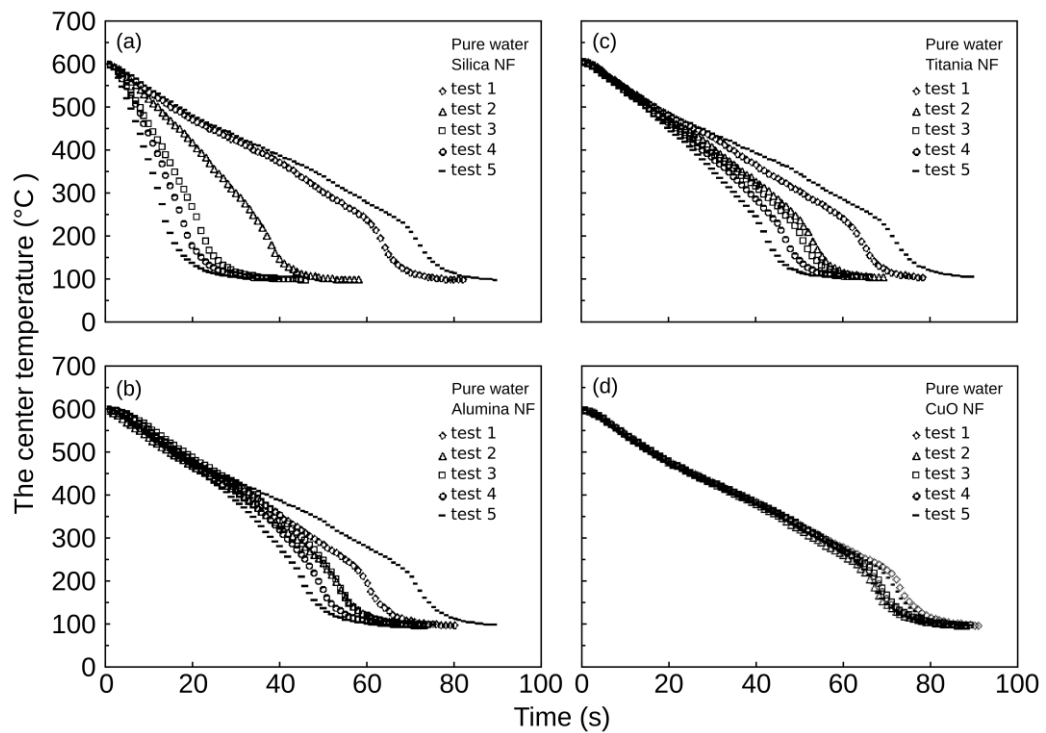 The center temperature (°C )
700
600
500
400
300
200
100
0
(a)
Pure water
Silica NF
test 1
test 2
test 3
test 4
test 5
(c)
Pure water
Titania NF
test 1
test 2
test 3
test 4
test 5
700
600
500
400
300
200
100
0
(b)
Pure water
Alumina NF
test 1
test 2
test 3
test 4
test 5
(d)
Pure water
CuO NF
test 1
test 2
test 3
test 4
test 5
0 20 40 60 80 100 0 20 40 60 80 100
Time (s)